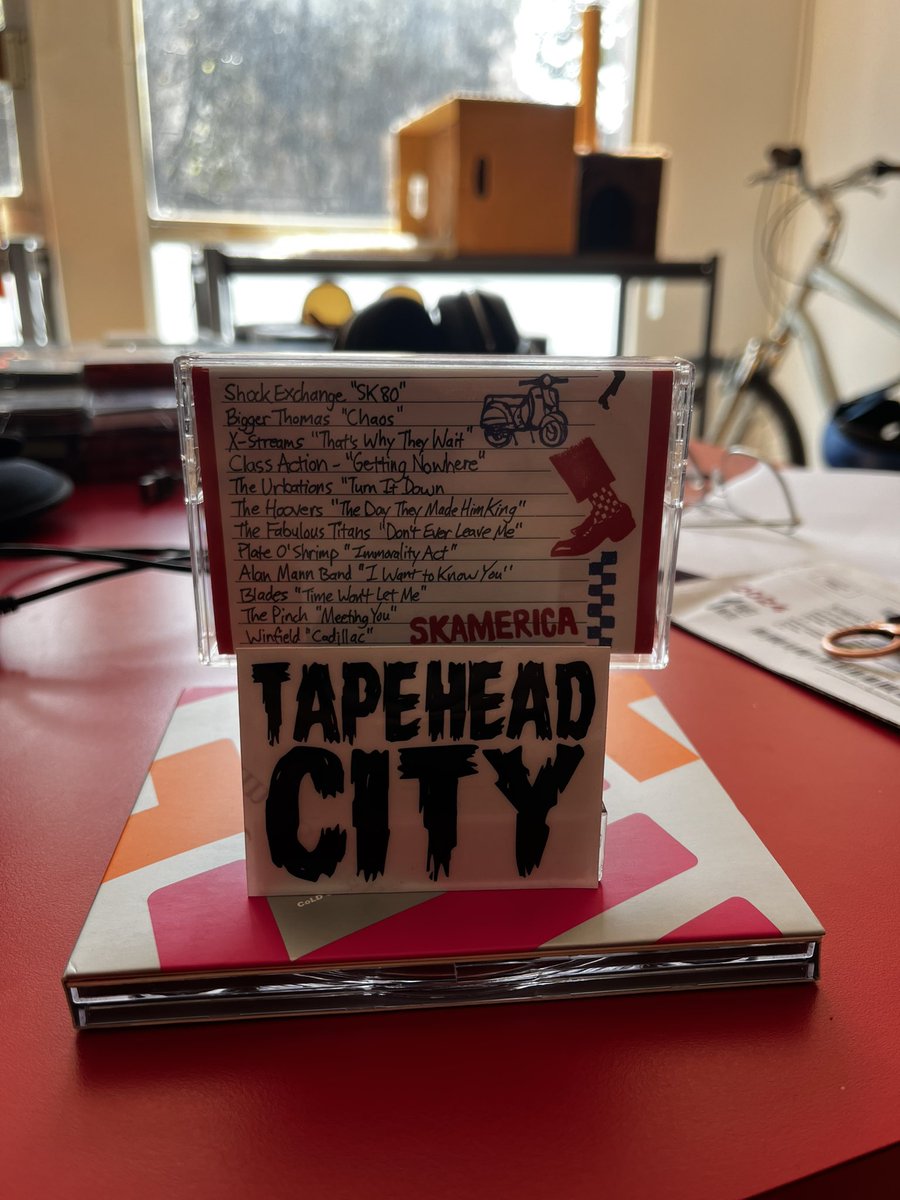 Shock Exchange "SK80"
Bigger Thomas "Chaos"
X-Streams "That's Why They Wait"
Class Action - "Getting Nowhere"
The Urbations "Turn It Down
The Hoovers "The Day They Made Him King"
The Fabulous Titans "Don't Ever Leave Me"
Plate O'Shrimp "Immorality Act"
Alan Mann Band "I Want to Know You"
Blades "Time Won't Let Me"
The Pinch "Meeting You"
Winfield "Cadillac"
SKAMERICA
TAPEHEAD
CITY
COLD
2024